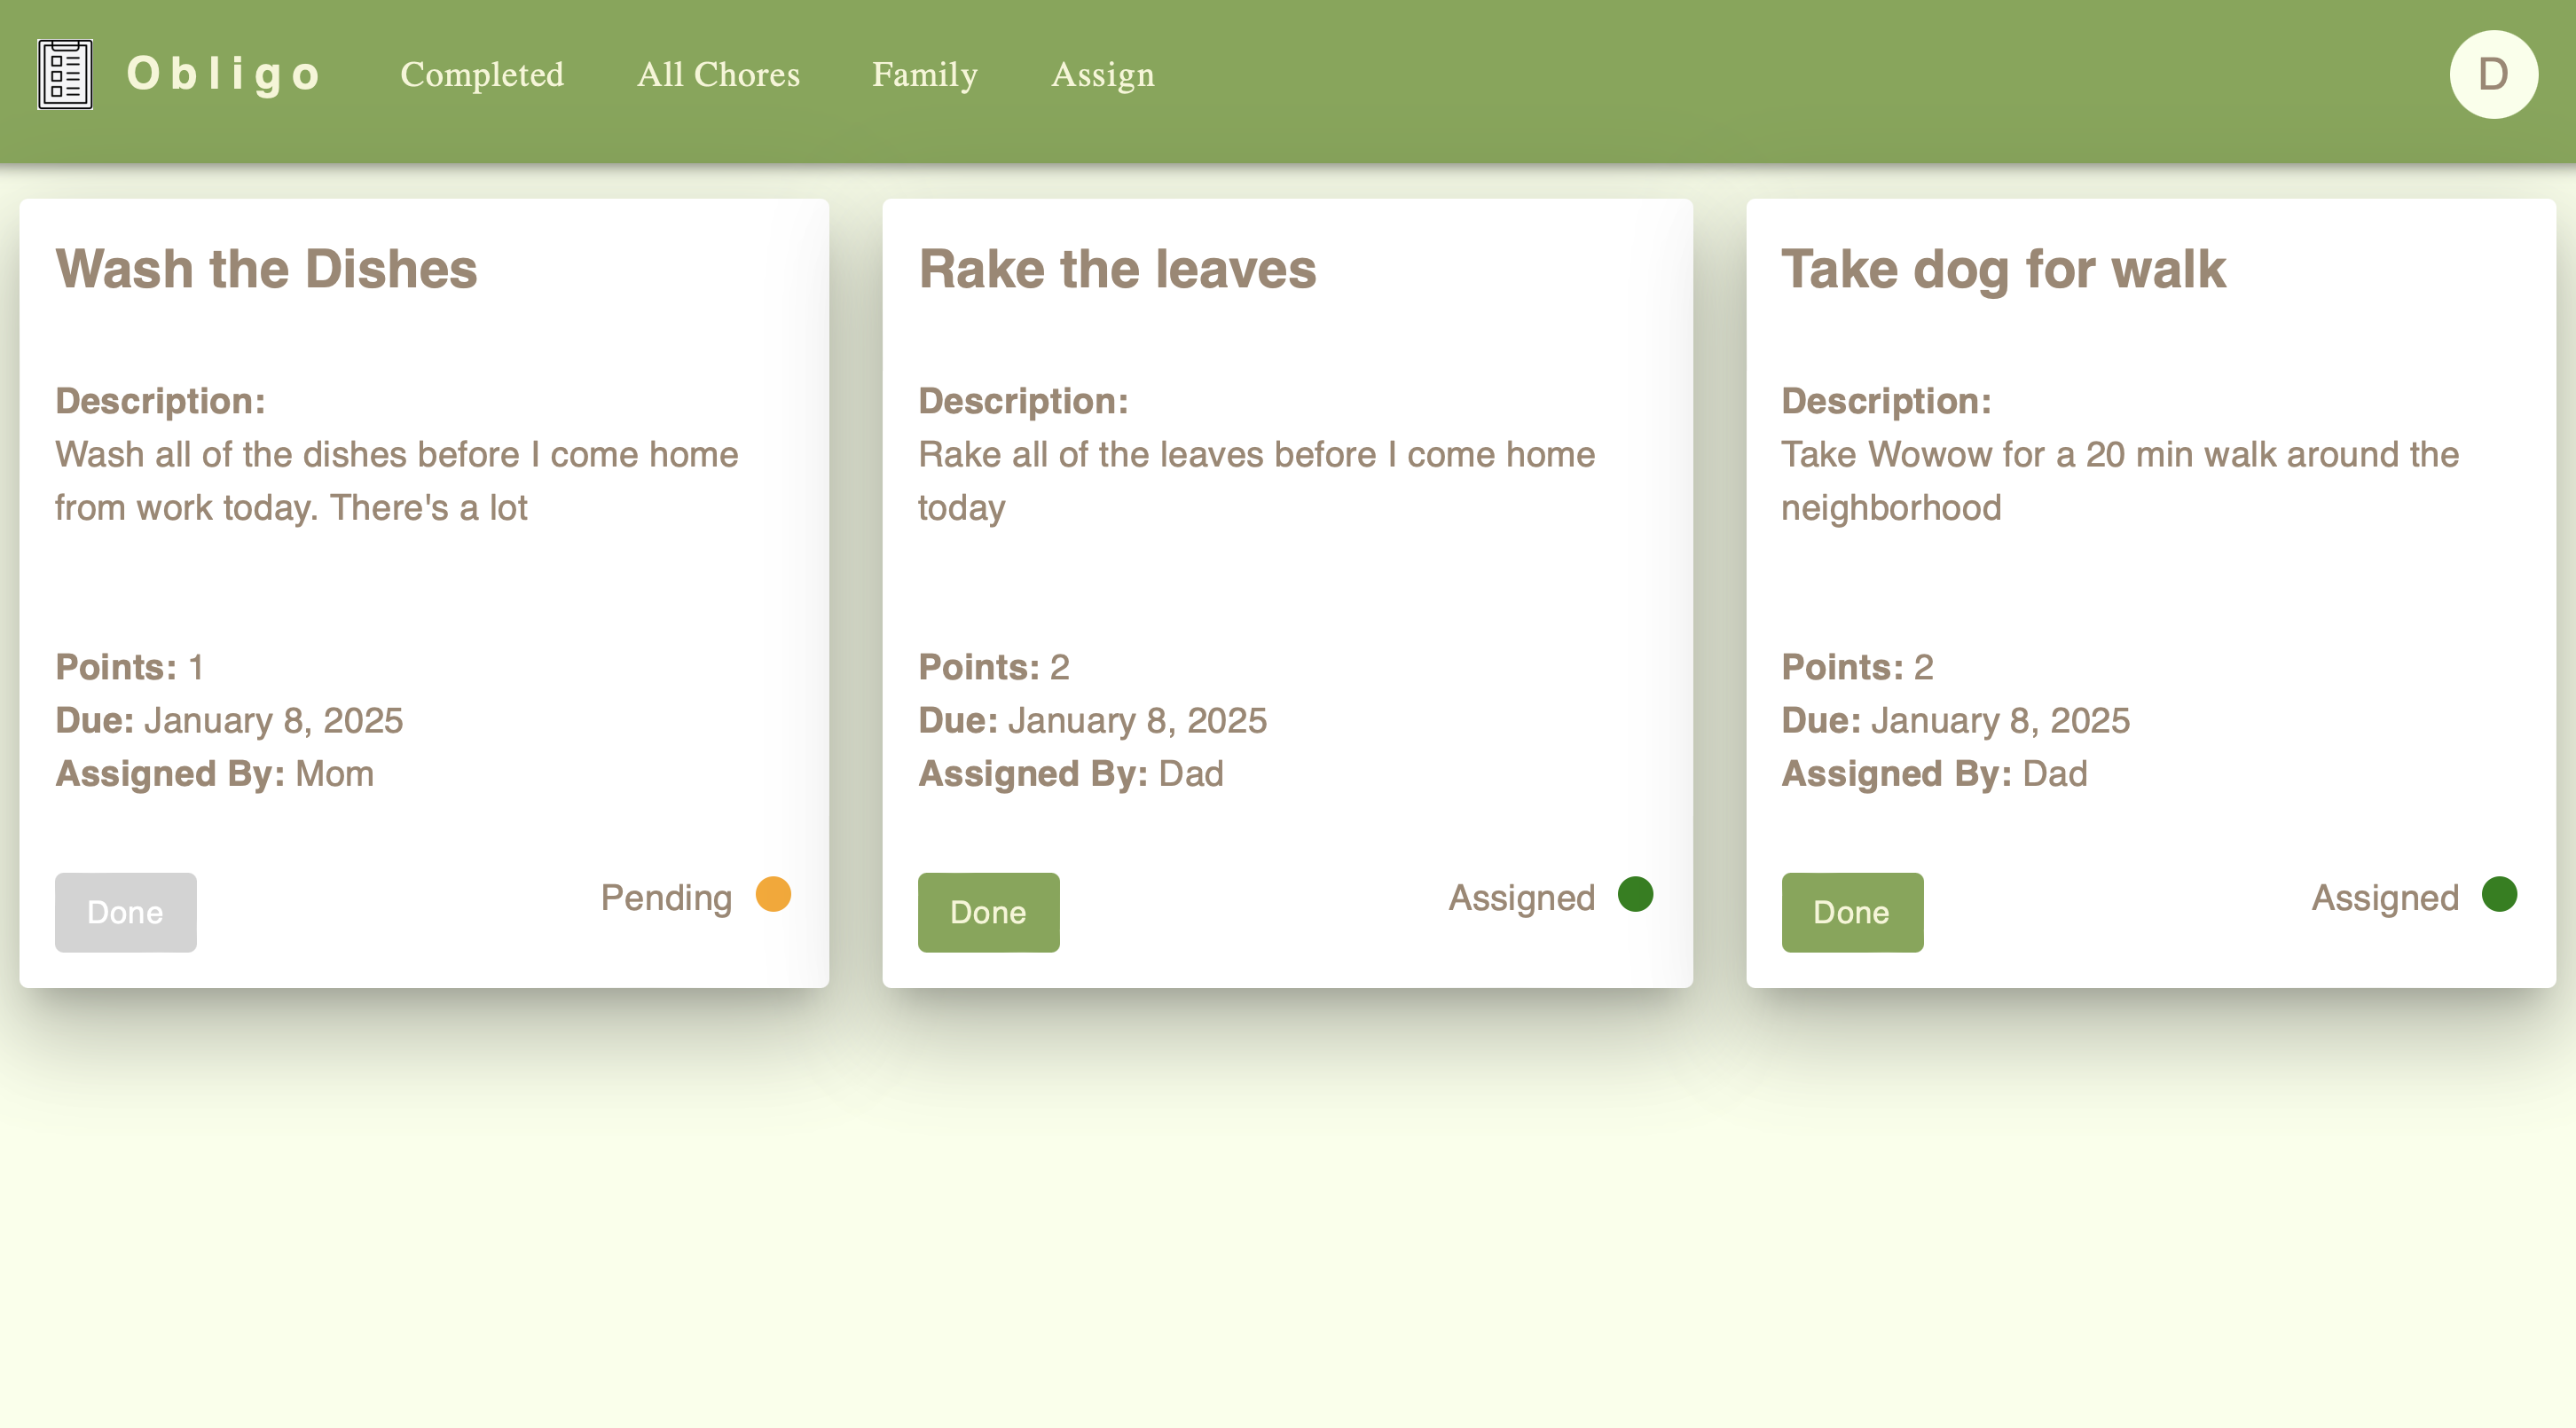 Obligo Completed All Chores Family Assign D
Wash the Dishes
Description:
Wash all of the dishes before I come home
from work today. There's a lot
Points: 1
Due: January 8, 2025
Assigned By: Mom
Done Pending
Rake the leaves
Description:
Rake all of the leaves before I come home
today
Points: 2
Due: January 8, 2025
Assigned By: Dad
Done Assigned
Take dog for walk
Description:
Take Wowow for a 20 min walk around the
neighborhood
Points: 2
Due: January 8, 2025
Assigned By: Dad
Done Assigned